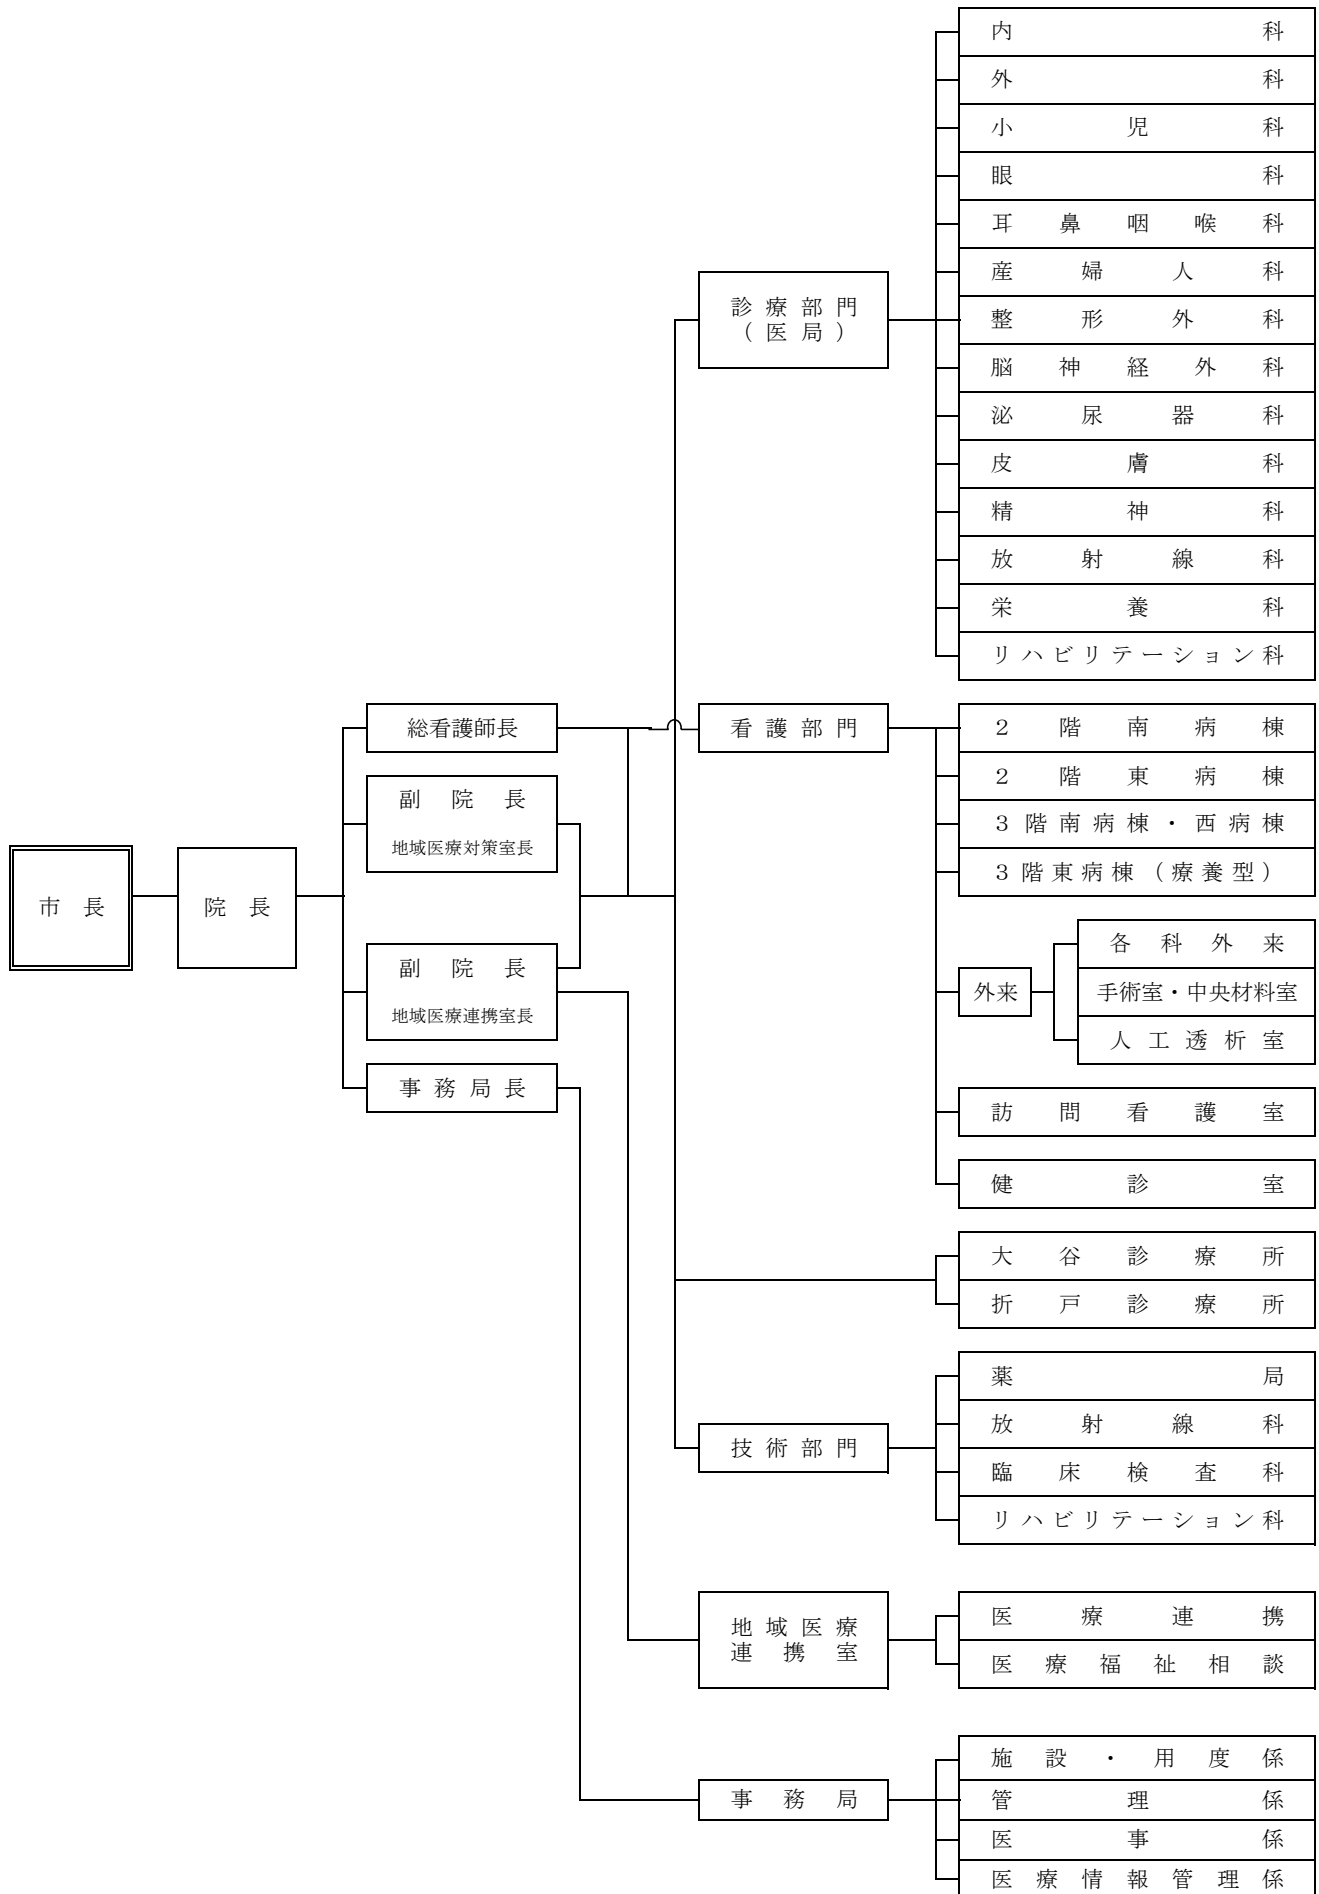 内科
外科
小児科
眼科
耳鼻咽喉科
産婦人科
診療部門
（医局）
整形外科
脳神経外科
泌尿器科
皮膚科
精神科
放射線科
栄養科
リハビリテーション科
総看護師長
看護部門
２階南病棟
２階東病棟
３階南病棟・西病棟
３階東病棟（療養型）
副院長
地域医療対策室長
市長
院長
副院長
地域医療連携室長
事務局長
外来
各科外来
手術室・中央材料室
人工透析室
訪問看護室
健診室
大谷診療所
折戸診療所
技術部門
薬局
放射線科
臨床検査科
リハビリテーション科
地域医療
連携室
医療連携
医療福祉相談
事務局
施設・用度係
管理係
医事係
医療情報管理係